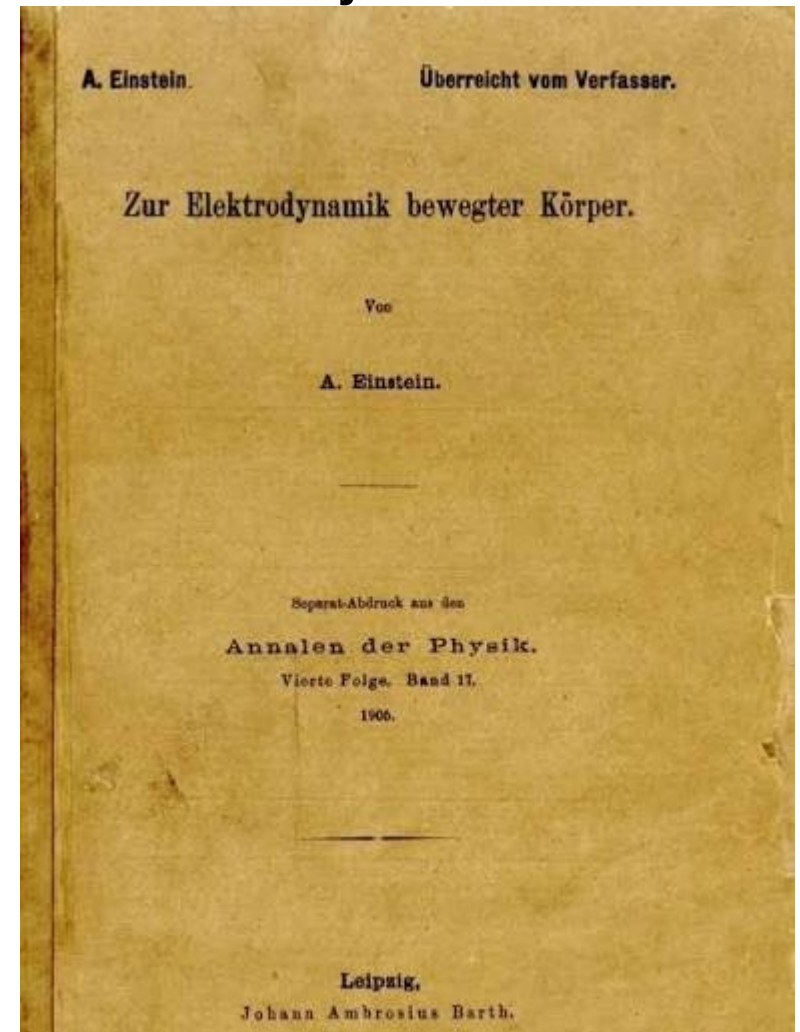 A. Einstein. Überreicht vom Verfasser.
Zur Elektrodynamik bewegter Körper.
Von
A. Einstein.
Separat-Abdruck aus den
Annalen der Physik.
Vierte Folge. Band 17.
1905.
Leipzig,
Johann Ambrosius Barth.